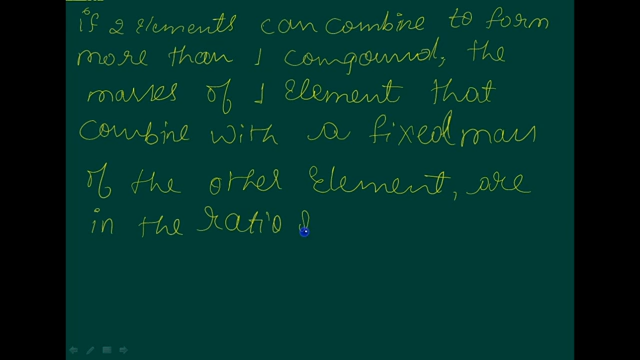 if 2 Elements can combine to form
more than 1 compound, the
masses of 1 Element that
combine with a fixed mass
of the other Element, are
in the ratio